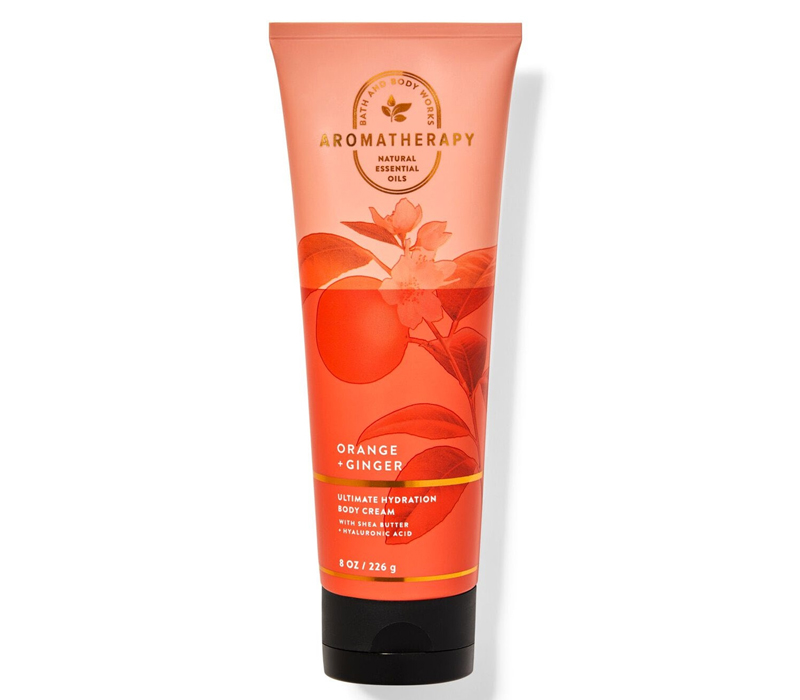 BATH AND BODY WORKS
AROMATHERAPY
NATURAL
ESSENTIAL
OILS
ORANGE
+ GINGER
ULTIMATE HYDRATION
BODY CREAM
WITH SHEA BUTTER
+ HYALURONIC ACID
8 OZ / 226 g